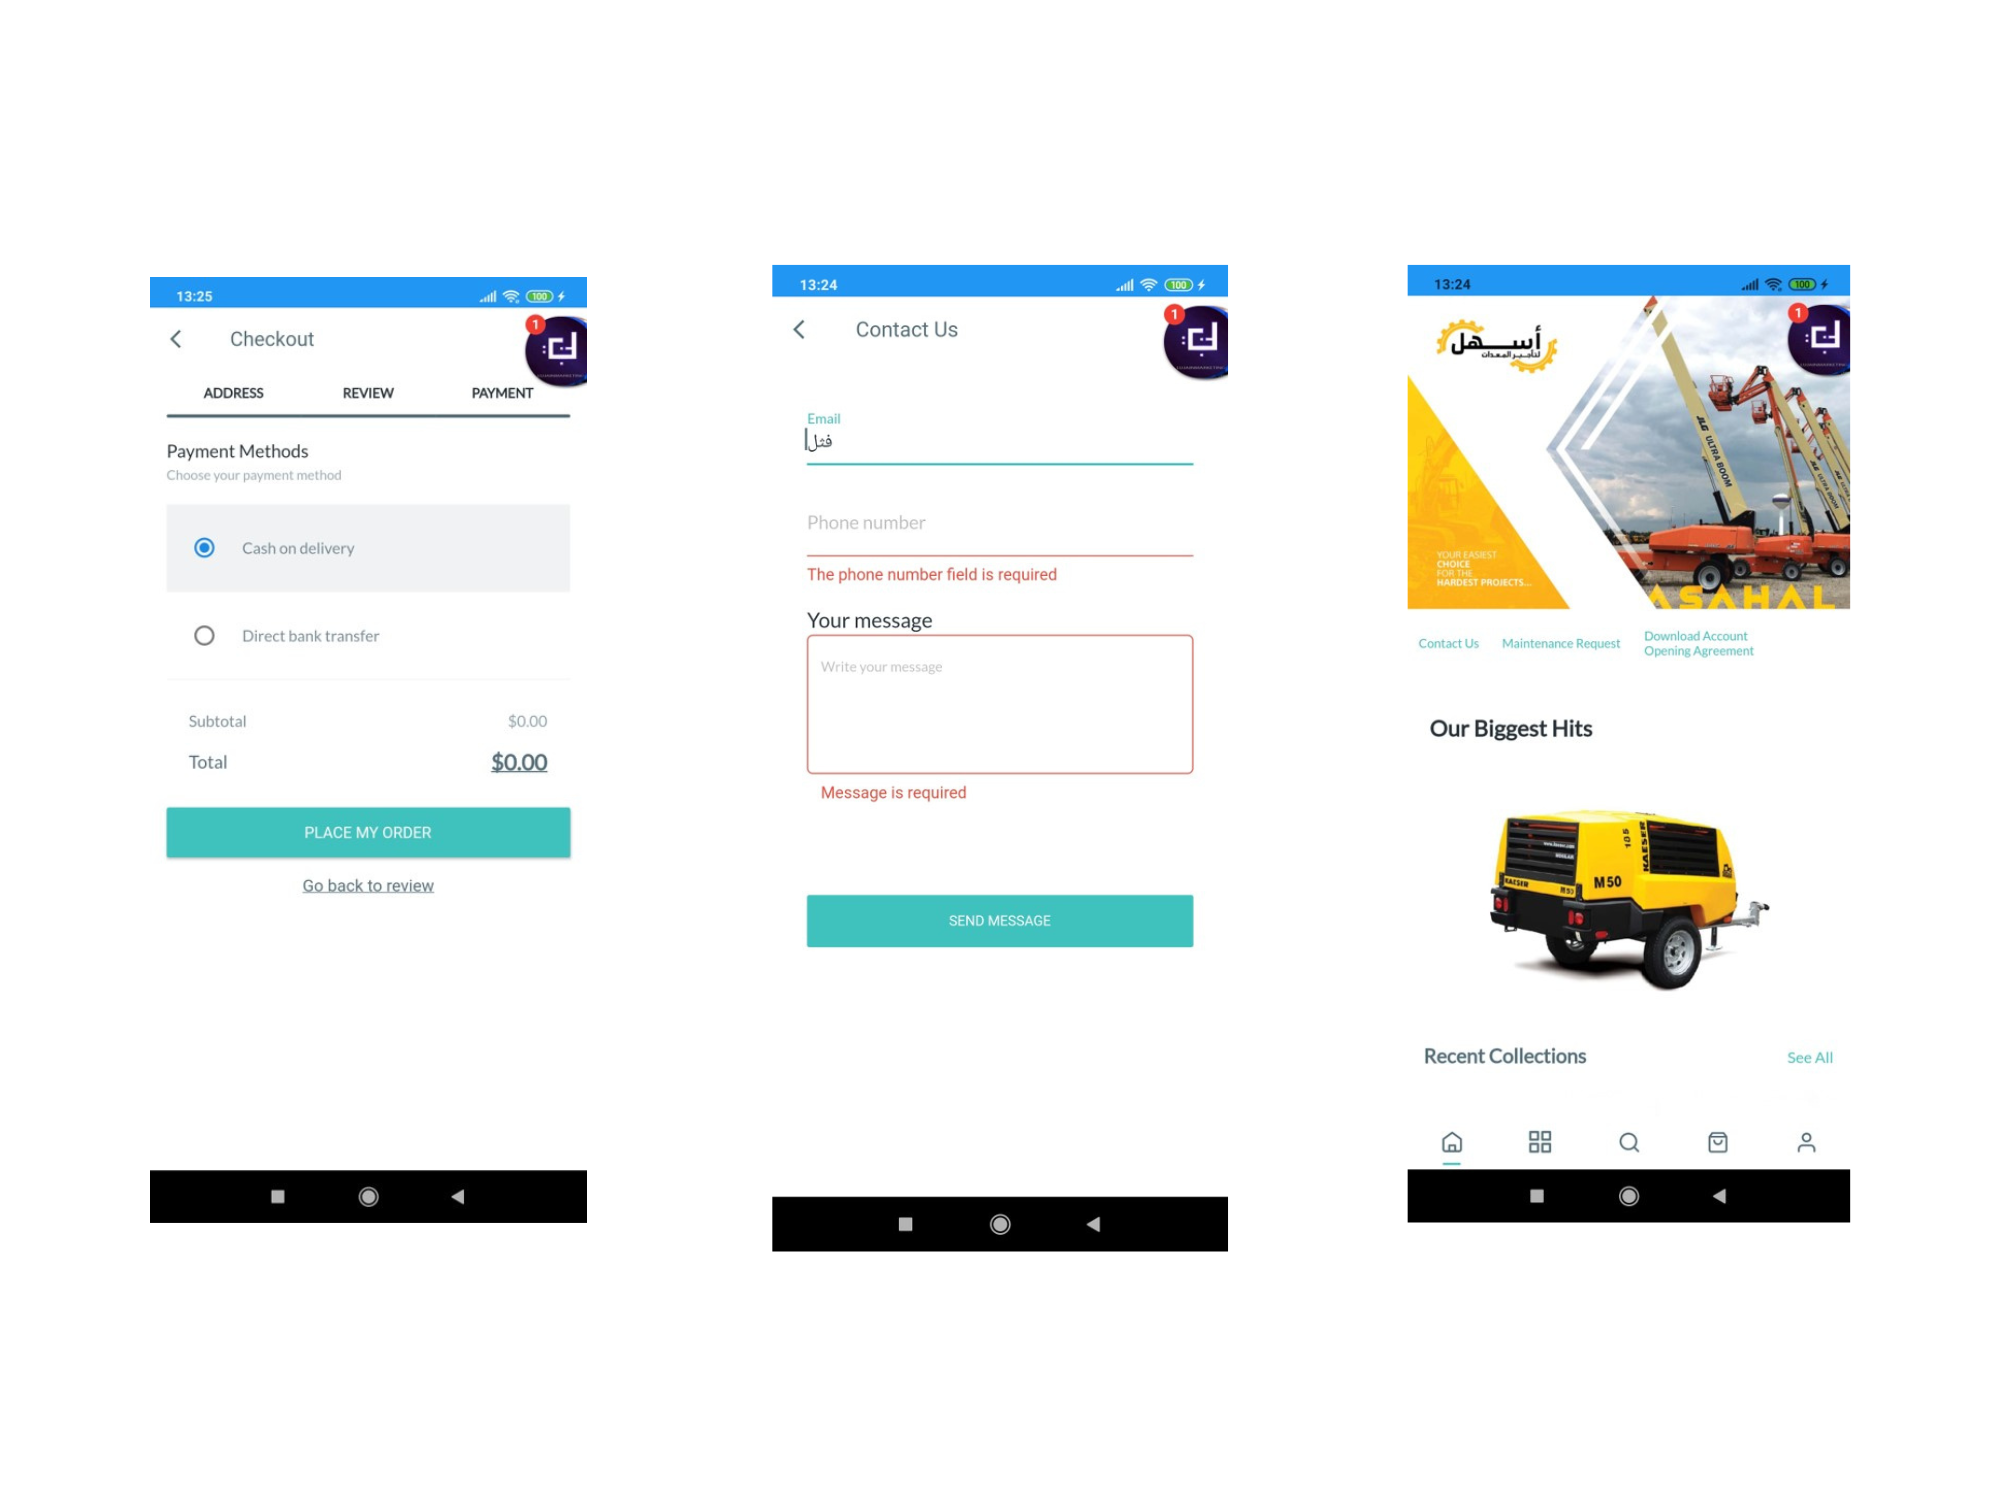 13:25
100
Checkout
1
ADDRESS REVIEW PAYMENT
Payment Methods
Choose your payment method
Cash on delivery
Direct bank transfer
Subtotal $0.00
Total $0.00
PLACE MY ORDER
Go back to review
13:24
100
Contact Us
1
Email
فثل
Phone number
The phone number field is required
Your message
Write your message
Message is required
SEND MESSAGE
13:24
100
1
أسهل
لتأجير المعدات
JLG ULTRA BOOM
YOUR EASIEST
CHOICE
FOR THE
HARDEST PROJECTS...
ASAHAL
Contact Us Maintenance Request Download Account
Opening Agreement
Our Biggest Hits
105
KAESER
M50
KAESER
Recent Collections See All